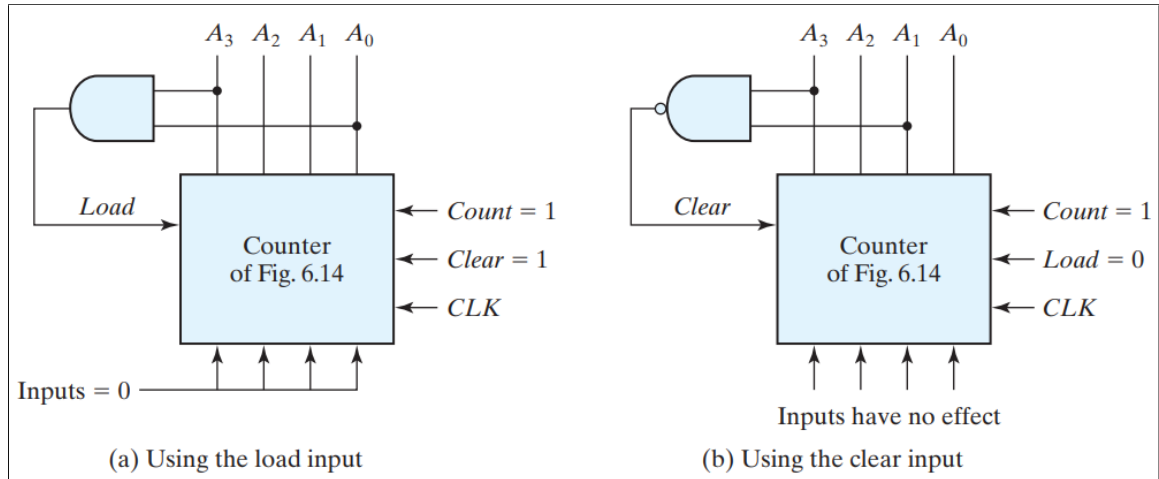 A₃ A₂ A₁ A₀
Load
Counter
of Fig. 6.14
Count = 1
Clear = 1
CLK
Inputs = 0
(a) Using the load input
A₃ A₂ A₁ A₀
Clear
Counter
of Fig. 6.14
Count = 1
Load = 0
CLK
Inputs have no effect
(b) Using the clear input